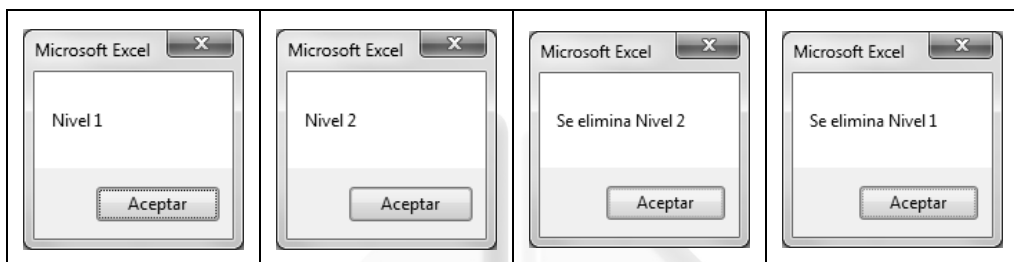 Microsoft Excel
Nivel 1
Aceptar
Microsoft Excel
Nivel 2
Aceptar
Microsoft Excel
Se elimina Nivel 2
Aceptar
Microsoft Excel
Se elimina Nivel 1
Aceptar